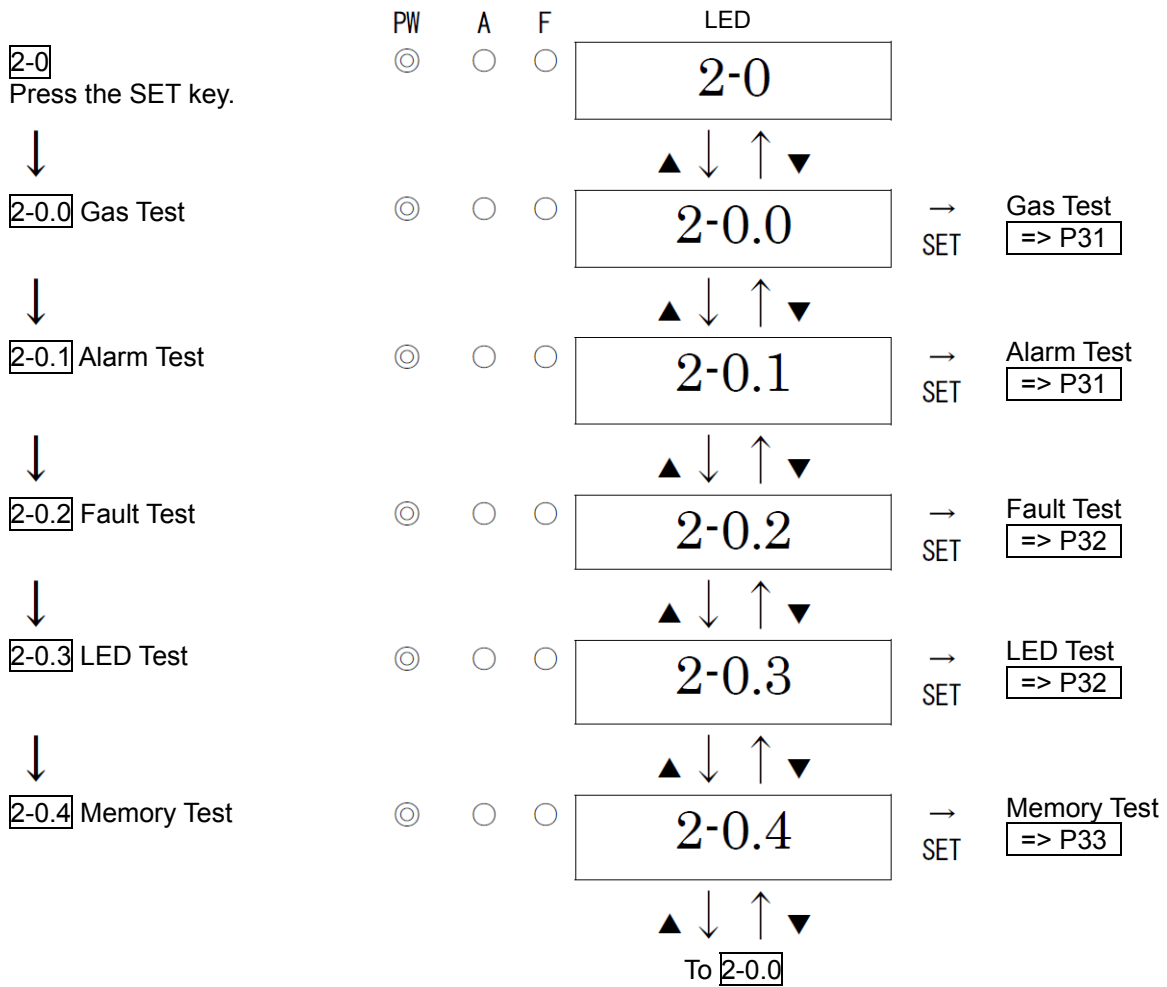 PW A F LED
2-0 ◎ ○ ○ 2-0
Press the SET key.
↓ ▲ ↓ ↑ ▼
2-0.0 Gas Test ◎ ○ ○ 2-0.0 → Gas Test
SET => P31
↓ ▲ ↓ ↑ ▼
2-0.1 Alarm Test ◎ ○ ○ 2-0.1 → Alarm Test
SET => P31
↓ ▲ ↓ ↑ ▼
2-0.2 Fault Test ◎ ○ ○ 2-0.2 → Fault Test
SET => P32
↓ ▲ ↓ ↑ ▼
2-0.3 LED Test ◎ ○ ○ 2-0.3 → LED Test
SET => P32
↓ ▲ ↓ ↑ ▼
2-0.4 Memory Test ◎ ○ ○ 2-0.4 → Memory Test
SET => P33
▲ ↓ ↑ ▼
To 2-0.0